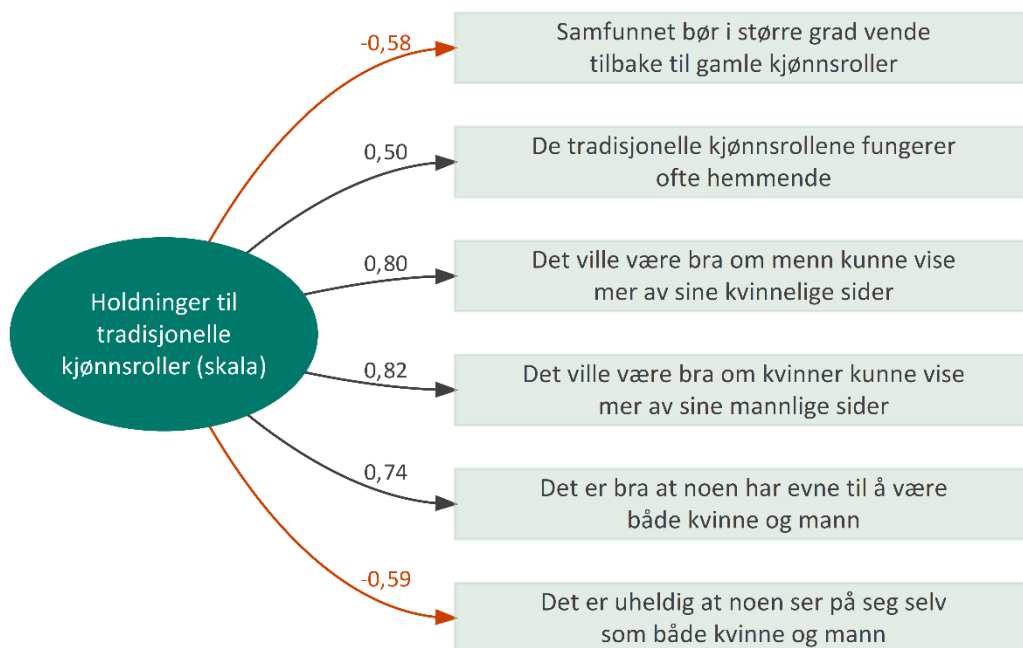 -0,58
Samfunnet bør i større grad vende
tilbake til gamle kjønnsroller
0,50
De tradisjonelle kjønnsrollene fungerer
ofte hemmende
0,80
Det ville være bra om menn kunne vise
mer av sine kvinnelige sider
Holdninger til
tradisjonelle
kjønnsroller (skala)
0,82
Det ville være bra om kvinner kunne vise
mer av sine mannlige sider
0,74
Det er bra at noen har evne til å være
både kvinne og mann
-0,59
Det er uheldig at noen ser på seg selv
som både kvinne og mann